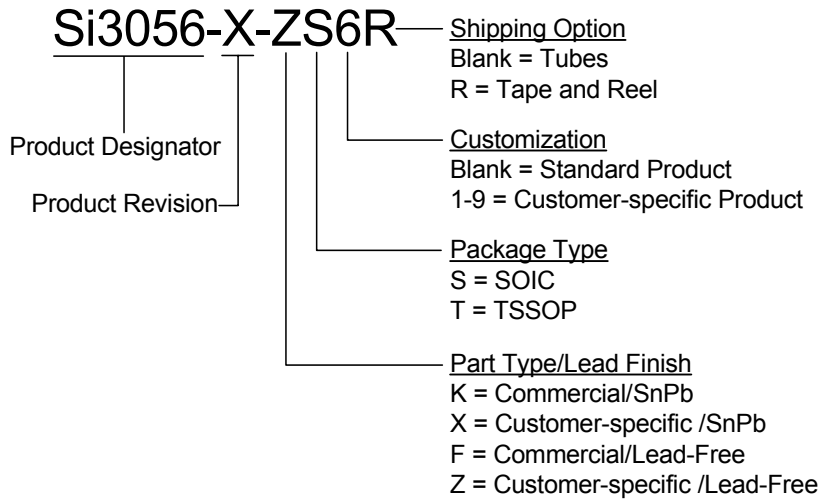 Si3056-X-ZS6R
Shipping Option
Blank = Tubes
R = Tape and Reel
Customization
Blank = Standard Product
1-9 = Customer-specific Product
Product Designator
Product Revision
Package Type
S = SOIC
T = TSSOP
Part Type/Lead Finish
K = Commercial/SnPb
X = Customer-specific /SnPb
F = Commercial/Lead-Free
Z = Customer-specific /Lead-Free